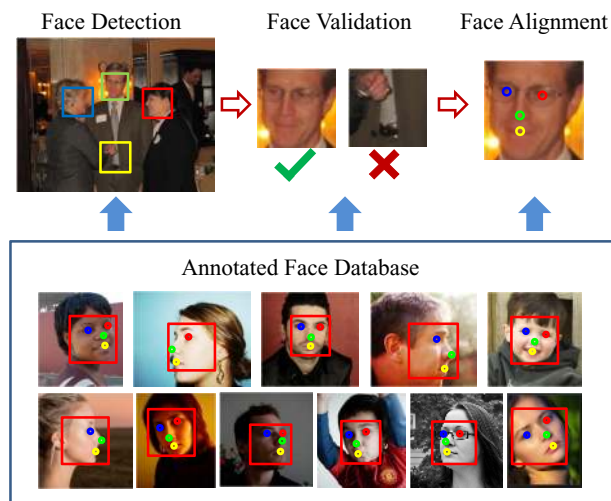 Face Detection
Face Validation
Face Alignment
Annotated Face Database